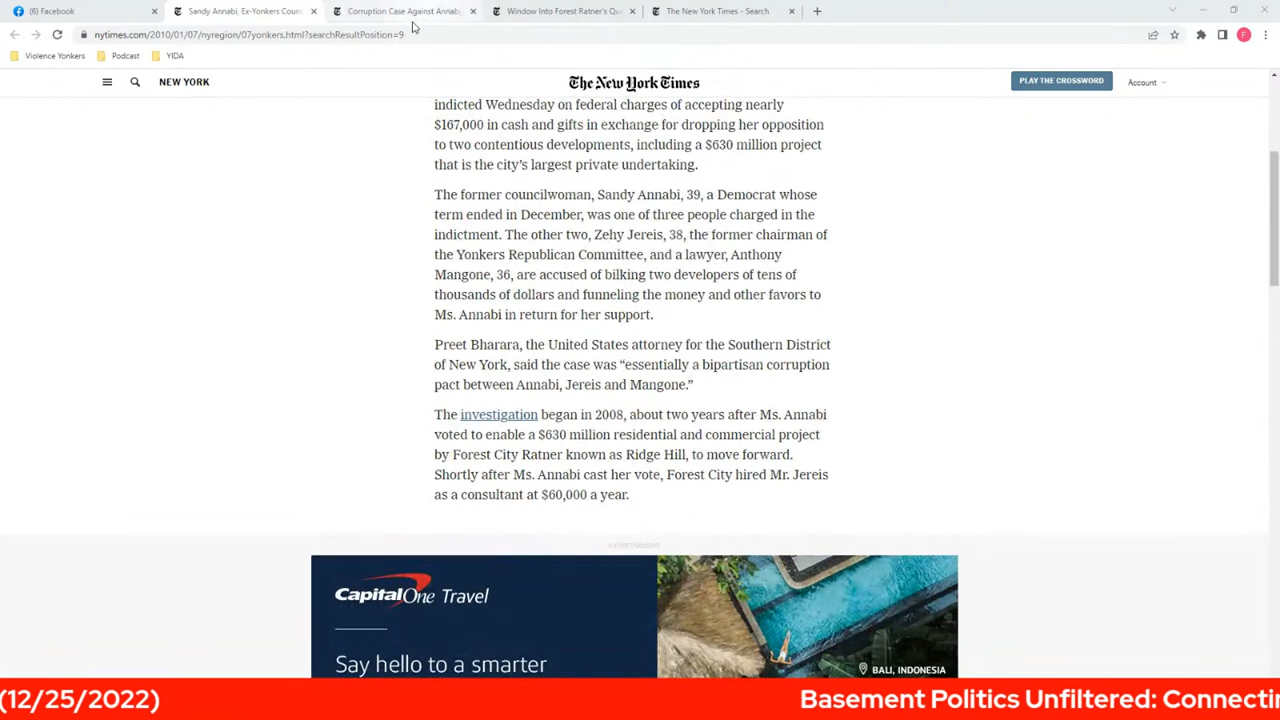 (6) Facebook
Sandy Annabi, Ex-Yonkers Coun
Corruption Case Against Annabi
Window Into Forest Ratner's Qu
The New York Times - Search
nytimes.com/2010/01/07/nyregion/07yonkers.html?searchResultPosition=9
F
Violence Yonkers
Podcast
YIDA
NEW YORK
The New York Times
PLAY THE CROSSWORD
Account
indicted Wednesday on federal charges of accepting nearly
$167,000 in cash and gifts in exchange for dropping her opposition
to two contentious developments, including a $630 million project
that is the city's largest private undertaking.
The former councilwoman, Sandy Annabi, 39, a Democrat whose
term ended in December, was one of three people charged in the
indictment. The other two, Zehy Jereis, 38, the former chairman of
the Yonkers Republican Committee, and a lawyer, Anthony
Mangone, 36, are accused of bilking two developers of tens of
thousands of dollars and funneling the money and other favors to
Ms. Annabi in return for her support.
Preet Bharara, the United States attorney for the Southern District
of New York, said the case was “essentially a bipartisan corruption
pact between Annabi, Jereis and Mangone.”
The investigation began in 2008, about two years after Ms. Annabi
voted to enable a $630 million residential and commercial project
by Forest City Ratner known as Ridge Hill, to move forward.
Shortly after Ms. Annabi cast her vote, Forest City hired Mr. Jereis
as a consultant at $60,000 a year.
ADVERTISEMENT
Capital One Travel
Say hello to a smarter
BALI, INDONESIA
(12/25/2022)
Basement Politics Unfiltered: Connectin